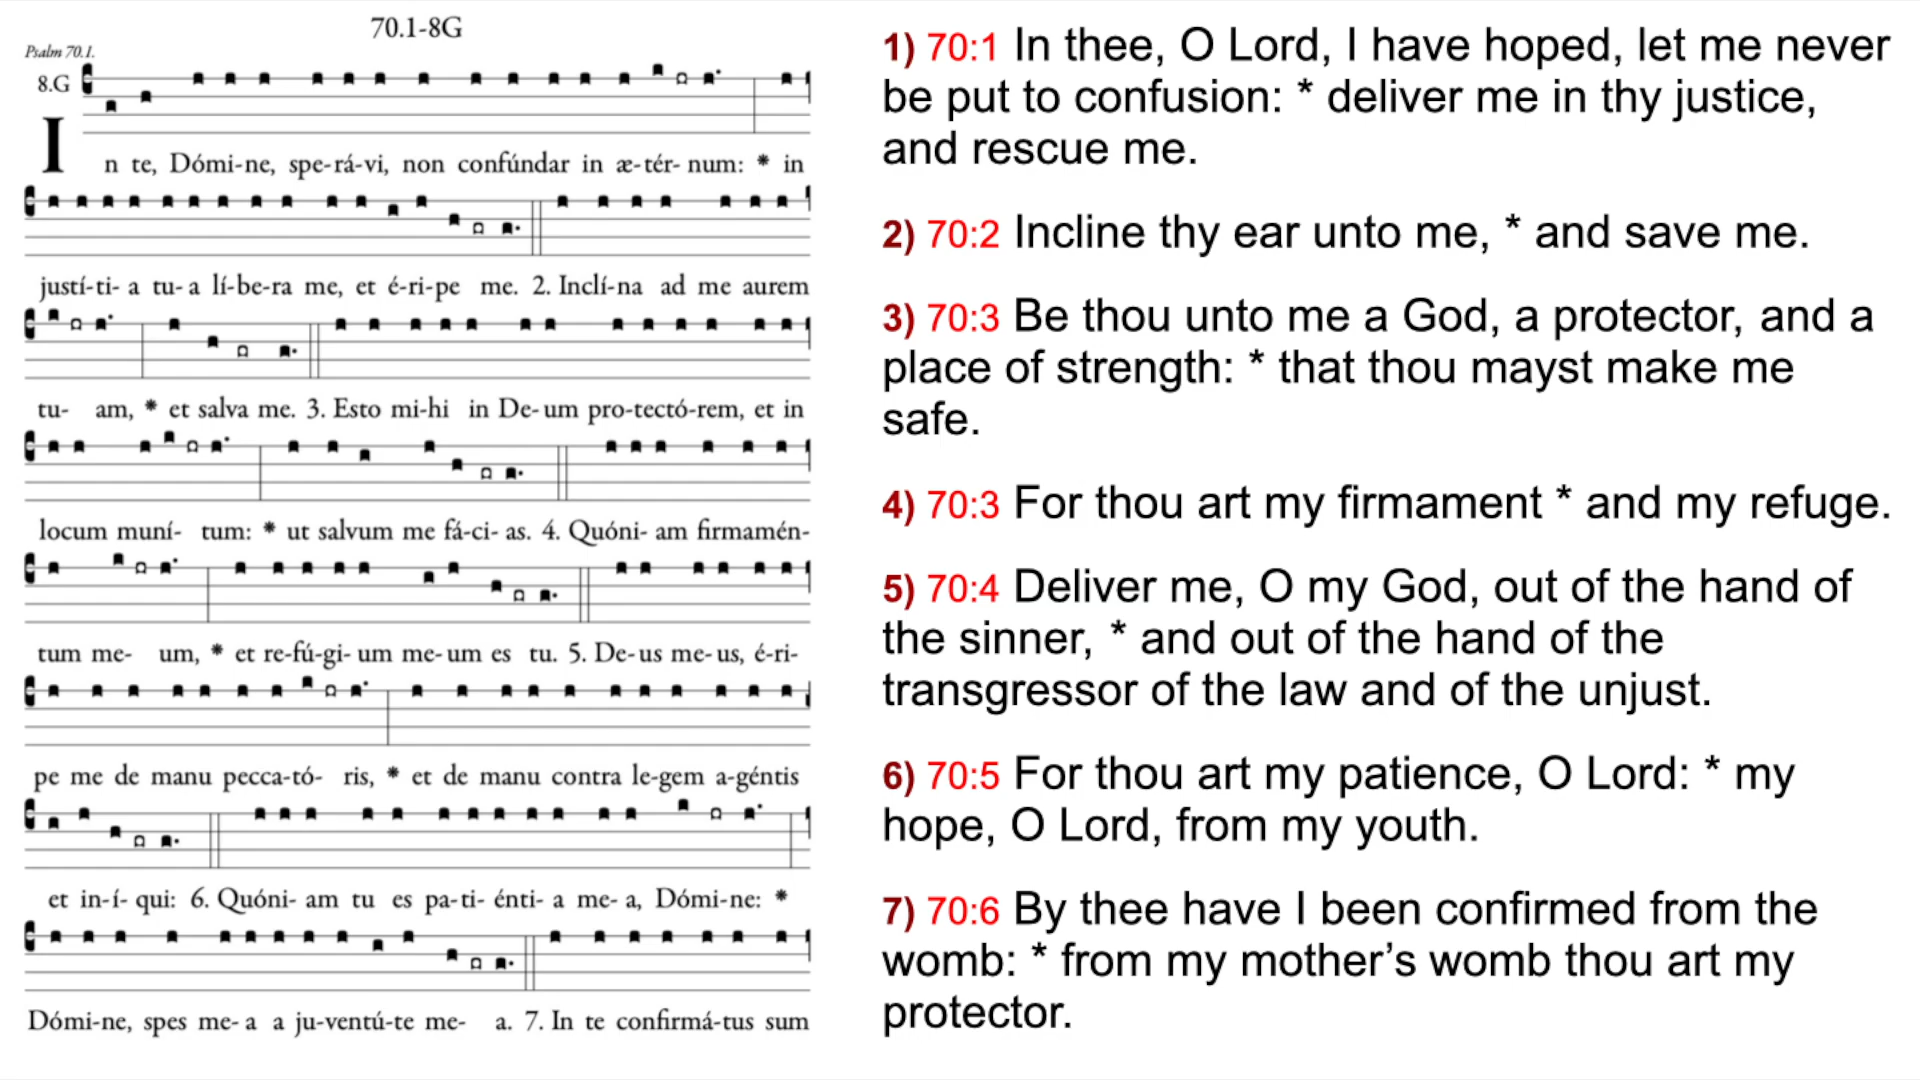 70.1-8G
Psalm 70.1.
8.G
In te, Dómi-ne, spe-rá-vi, non confúndar in æ-tér-num: * in
justí-ti-a tu-a lí-be-ra me, et é-ri-pe me. 2. Inclí-na ad me aurem
tu-am, * et salva me. 3. Esto mi-hi in De-um pro-tectó-rem, et in
locum muní-tum: * ut salvum me fá-ci-as. 4. Quóni-am firmamén-
tum me-um, * et re-fú-gi-um me-um es tu. 5. De-us me-us, é-ri-
pe me de manu pecca-tó-ris, * et de manu contra le-gem a-géntis
et in-í-qui: 6. Quóni-am tu es pa-ti-énti-a me-a, Dómi-ne: *
Dómi-ne, spes me-a a ju-ventú-te me-a. 7. In te confirmá-tus sum
1) 70:1 In thee, O Lord, I have hoped, let me never
be put to confusion: * deliver me in thy justice,
and rescue me.
2) 70:2 Incline thy ear unto me, * and save me.
3) 70:3 Be thou unto me a God, a protector, and a
place of strength: * that thou mayst make me
safe.
4) 70:3 For thou art my firmament * and my refuge.
5) 70:4 Deliver me, O my God, out of the hand of
the sinner, * and out of the hand of the
transgressor of the law and of the unjust.
6) 70:5 For thou art my patience, O Lord: * my
hope, O Lord, from my youth.
7) 70:6 By thee have I been confirmed from the
womb: * from my mother’s womb thou art my
protector.